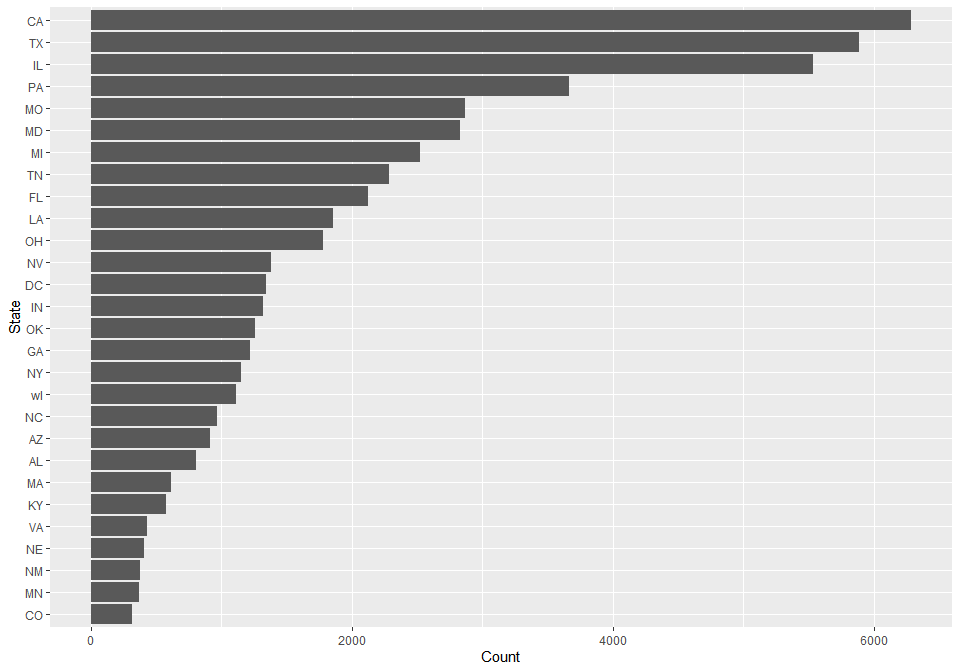 CA
TX
IL
PA
MO
MD
MI
TN
FL
LA
OH
NV
DC
IN
OK
GA
NY
wI
NC
AZ
AL
MA
KY
VA
NE
NM
MN
CO
State
0 2000 4000 6000
Count